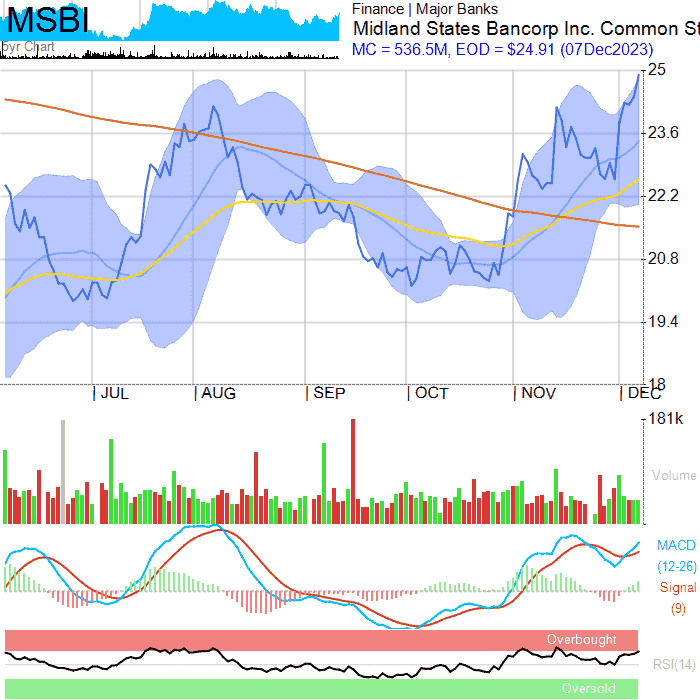 MSBI
Finance | Major Banks
Midland States Bancorp Inc. Common St
MC = 536.5M, EOD = $24.91 (07Dec2023)
5yr Chart
25
23.6
22.2
20.8
19.4
18
JUL AUG SEP OCT NOV DEC
181k
Volume
MACD
(12-26)
Signal
(9)
Overbought
RSI(14)
Oversold